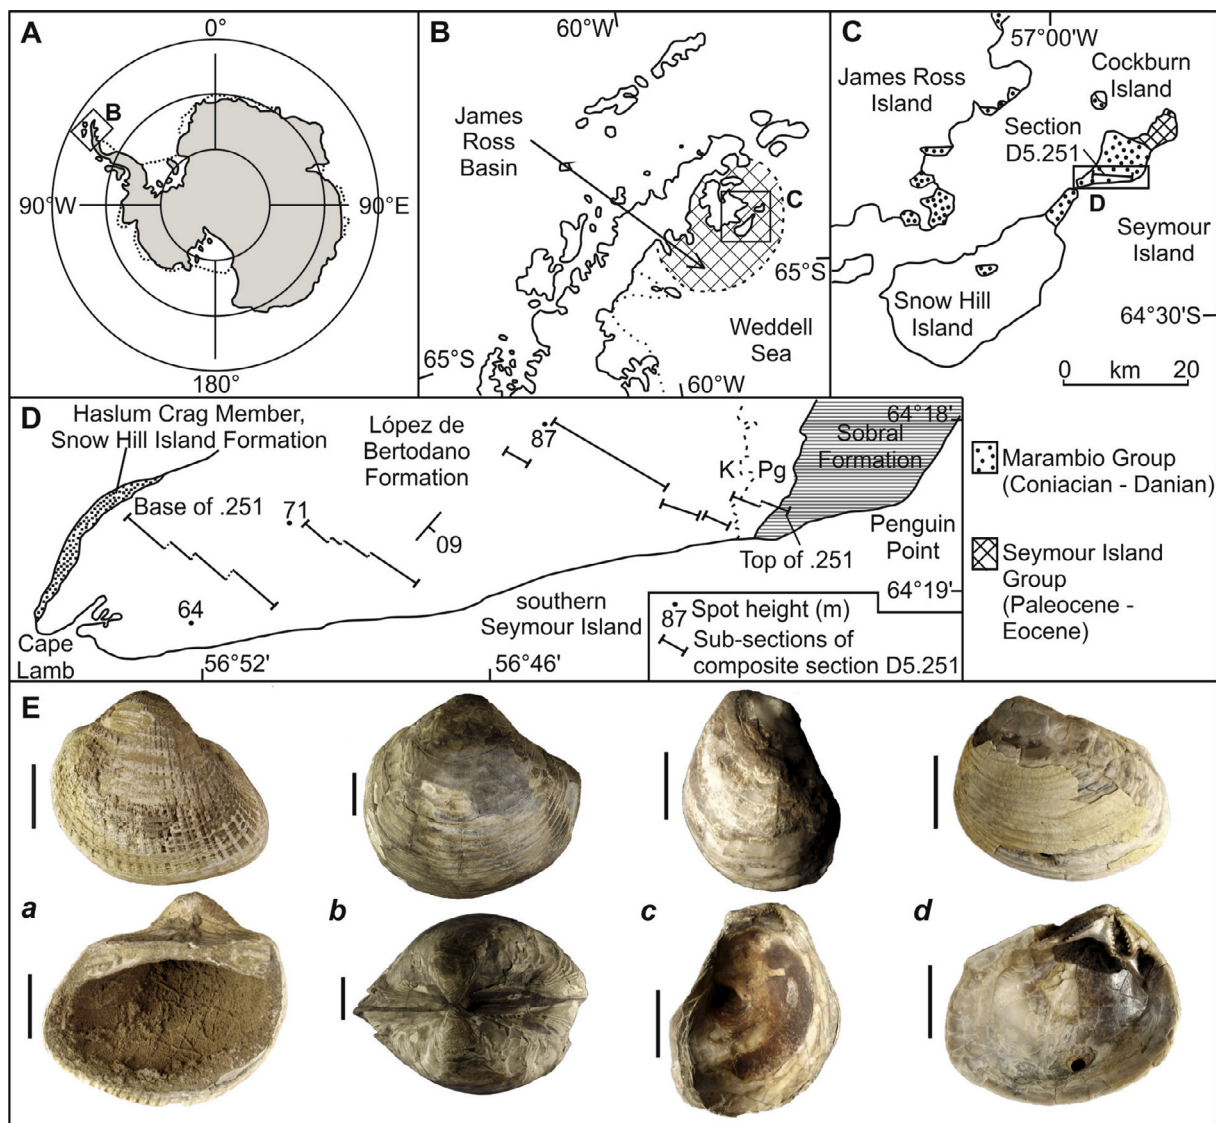 A
0°
B
90°W
90°E
180°
B
60°W
James
Ross
Basin
C
65°S
Weddell
Sea
65°S
60°W
C
57°00'W
James Ross
Island
Cockburn
Island
Section
D5.251
D
Seymour
Island
Snow Hill
Island
64°30'S
0 km 20
D
Haslum Crag Member,
Snow Hill Island Formation
López de
Bertodano
Formation
87
K Pg
64°18'
Sobral
Formation
Base of .251
71
09
Top of .251
Penguin
Point
64°19'
64
southern
Seymour Island
Cape
Lamb
56°52'
56°46'
87 Spot height (m)
Sub-sections of
composite section D5.251
Marambio Group
(Coniacian - Danian)
Seymour Island
Group
(Paleocene -
Eocene)
E
a
b
c
d